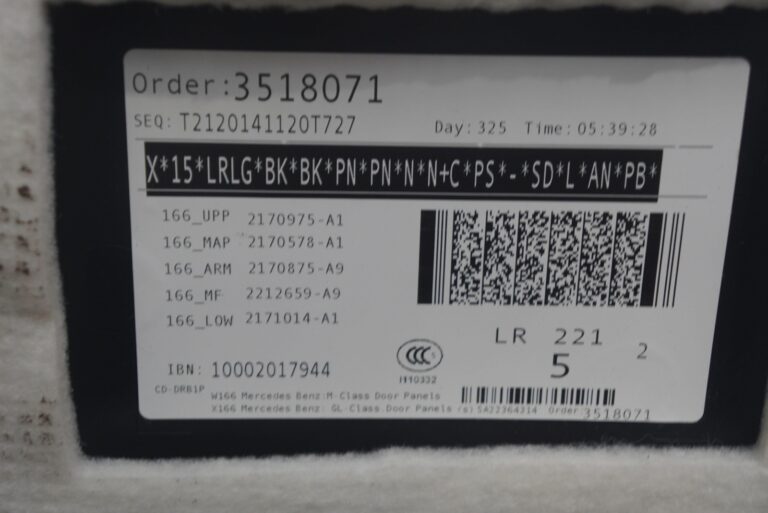 Order:3518071
SEQ: T2120141120T727 Day: 325 Time: 05:39:28
X*15*LRLG*BK*BK*PN*PN*N*N+C*PS*-*SD*L*AN*PB*
166_UPP 2170975-A1
166_MAP 2170578-A1
166_ARM 2170875-A9
166_MF 2212659-A9
166_LOW 2171014-A1
LR 221
5 2
IBN: 10002017944
CCC
CD-DRB1P
W166 Mercedes Benz: M-Class Door Panels
X166 Mercedes Benz: GL-Class Door Panels (s) SA22364314 Order: 3518071